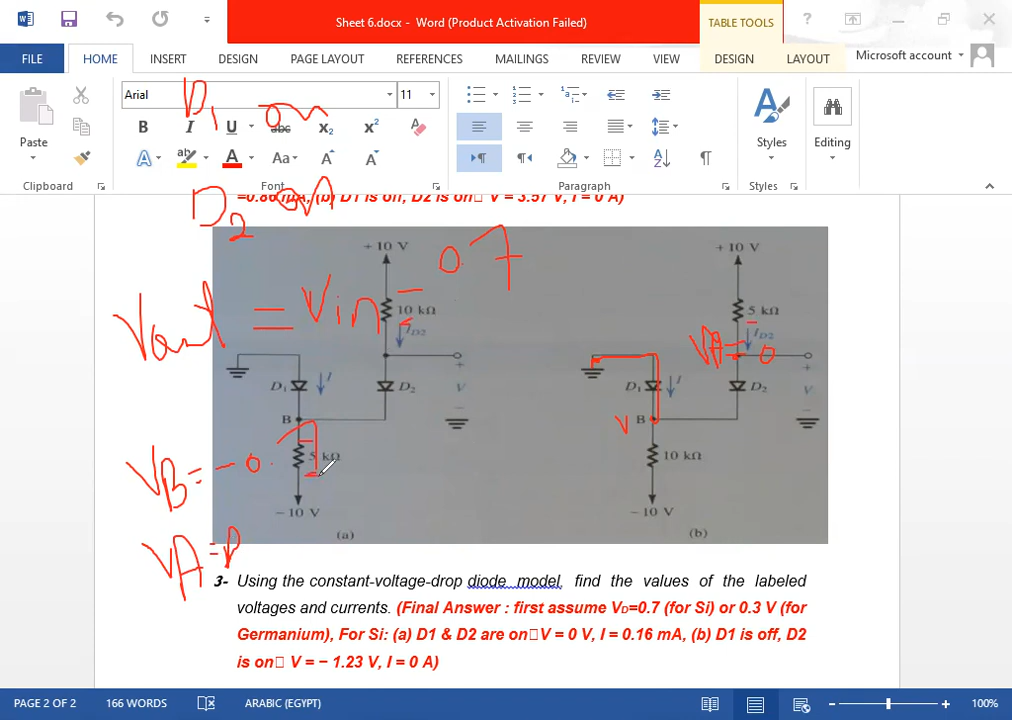 Sheet 6.docx - Word (Product Activation Failed)
TABLE TOOLS
FILE HOME INSERT DESIGN PAGE LAYOUT REFERENCES MAILINGS REVIEW VIEW DESIGN LAYOUT Microsoft account
Arial 11
Paste
B I U abc X₂ X²
A ab A Aa A A
Styles Editing
Clipboard Font Paragraph Styles
D1 on
D2 on
=0.86 mA, (b) D1 is off, D2 is on□ V = 3.57 V, I = 0 A)
Vout = Vin - 0.7
+ 10 V
10 kΩ
I_D2
D₁ I D₂
+
V
−
B
5 kΩ
− 10 V
(a)
VB = -0.7
VA = 0
+ 10 V
5 kΩ
I_D2
VA = 0
D₁ I D₂
+
V
−
V B
10 kΩ
− 10 V
(b)
3- Using the constant-voltage-drop diode model, find the values of the labeled
voltages and currents. (Final Answer : first assume V_D=0.7 (for Si) or 0.3 V (for
Germanium), For Si: (a) D1 & D2 are on□V = 0 V, I = 0.16 mA, (b) D1 is off, D2
is on□ V = − 1.23 V, I = 0 A)
PAGE 2 OF 2 166 WORDS ARABIC (EGYPT) 100%